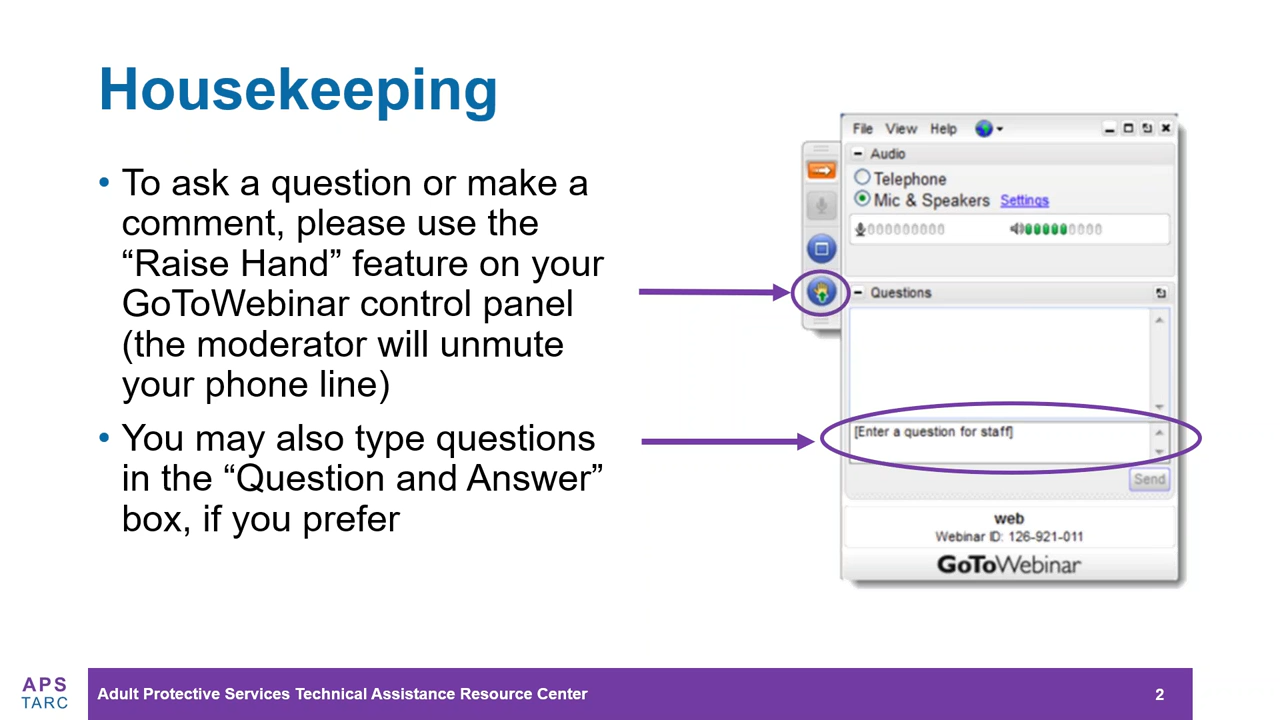 Housekeeping
• To ask a question or make a
comment, please use the
“Raise Hand” feature on your
GoToWebinar control panel
(the moderator will unmute
your phone line)
• You may also type questions
in the “Question and Answer”
box, if you prefer
File View Help
Audio
Telephone
Mic & Speakers Settings
Questions
[Enter a question for staff]
Send
web
Webinar ID: 126-921-011
GoToWebinar
APS
TARC
Adult Protective Services Technical Assistance Resource Center
2